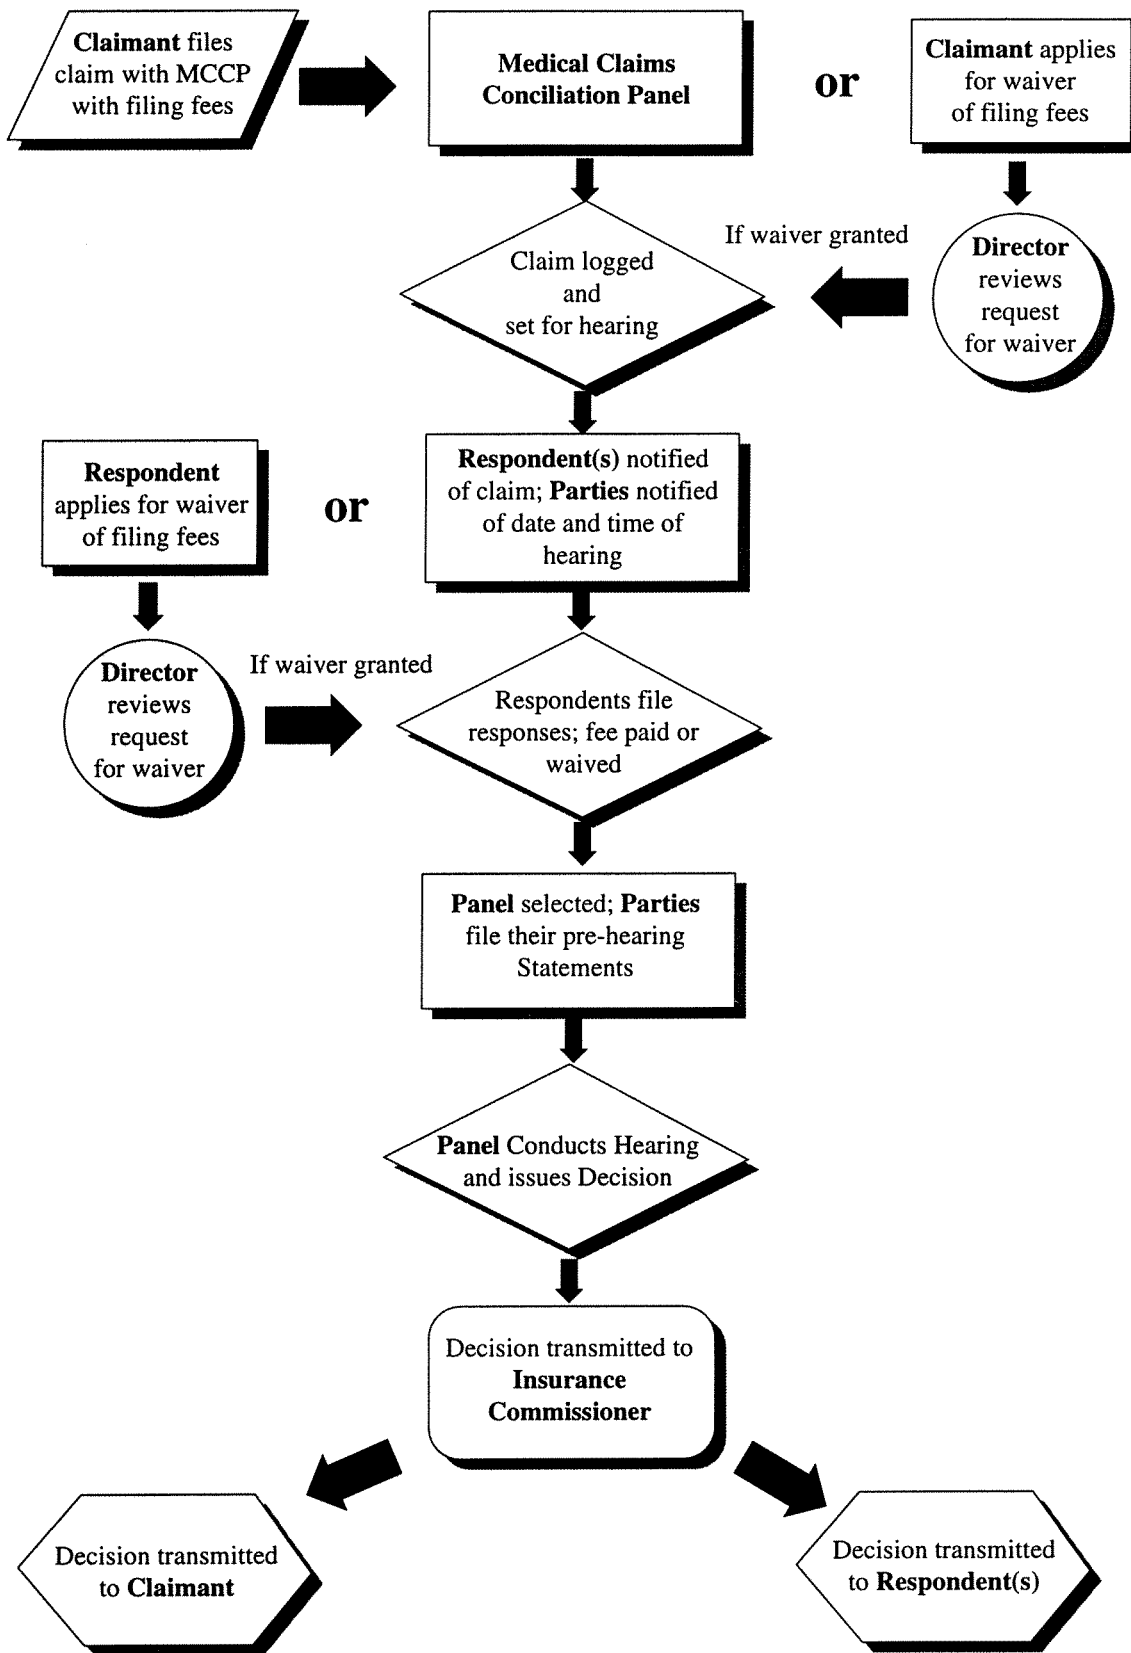 Claimant files
claim with MCCP
with filing fees
Medical Claims
Conciliation Panel
or
Claimant applies
for waiver
of filing fees
If waiver granted
Director
reviews
request
for waiver
Claim logged
and
set for hearing
Respondent
applies for waiver
of filing fees
or
Respondent(s) notified
of claim; Parties notified
of date and time of
hearing
Director
reviews
request
for waiver
If waiver granted
Respondents file
responses; fee paid or
waived
Panel selected; Parties
file their pre-hearing
Statements
Panel Conducts Hearing
and issues Decision
Decision transmitted to
Insurance
Commissioner
Decision transmitted
to Claimant
Decision transmitted
to Respondent(s)